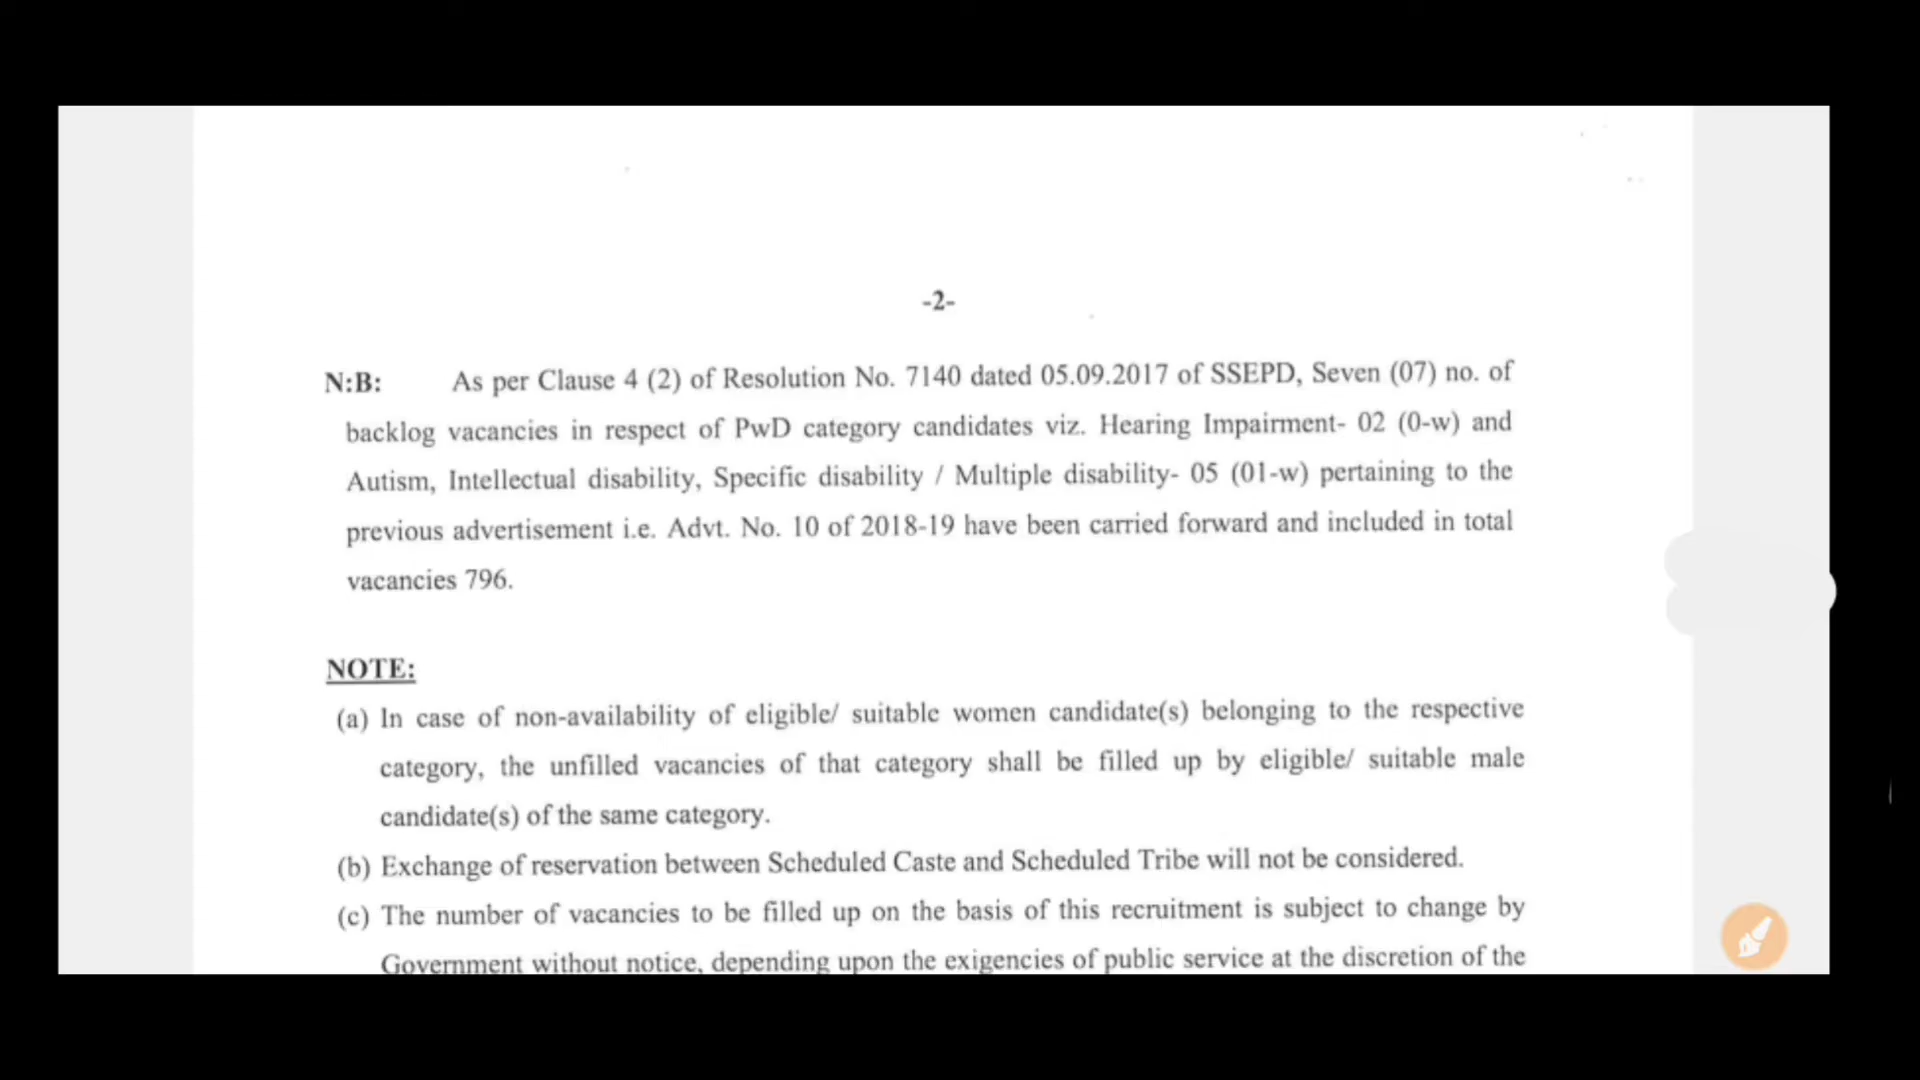 -2-
N:B: As per Clause 4 (2) of Resolution No. 7140 dated 05.09.2017 of SSEPD, Seven (07) no. of
backlog vacancies in respect of PwD category candidates viz. Hearing Impairment- 02 (0-w) and
Autism, Intellectual disability, Specific disability / Multiple disability- 05 (01-w) pertaining to the
previous advertisement i.e. Advt. No. 10 of 2018-19 have been carried forward and included in total
vacancies 796.
NOTE:
(a) In case of non-availability of eligible/ suitable women candidate(s) belonging to the respective
category, the unfilled vacancies of that category shall be filled up by eligible/ suitable male
candidate(s) of the same category.
(b) Exchange of reservation between Scheduled Caste and Scheduled Tribe will not be considered.
(c) The number of vacancies to be filled up on the basis of this recruitment is subject to change by
Government without notice, depending upon the exigencies of public service at the discretion of the